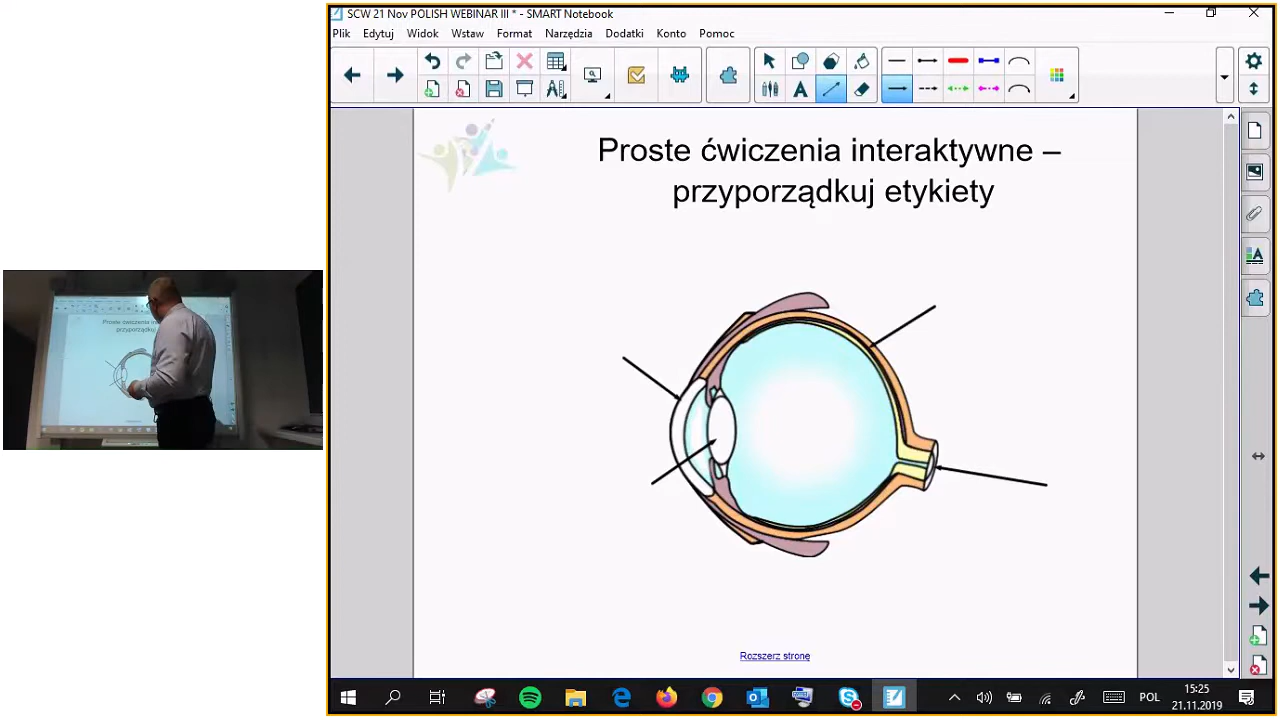 SCW 21 Nov POLISH WEBINAR III * - SMART Notebook
Plik Edytuj Widok Wstaw Format Narzędzia Dodatki Konto Pomoc
Proste ćwiczenia interaktywne –
przyporządkuj etykiety
Rozszerz stronę
POL
15:25
21.11.2019